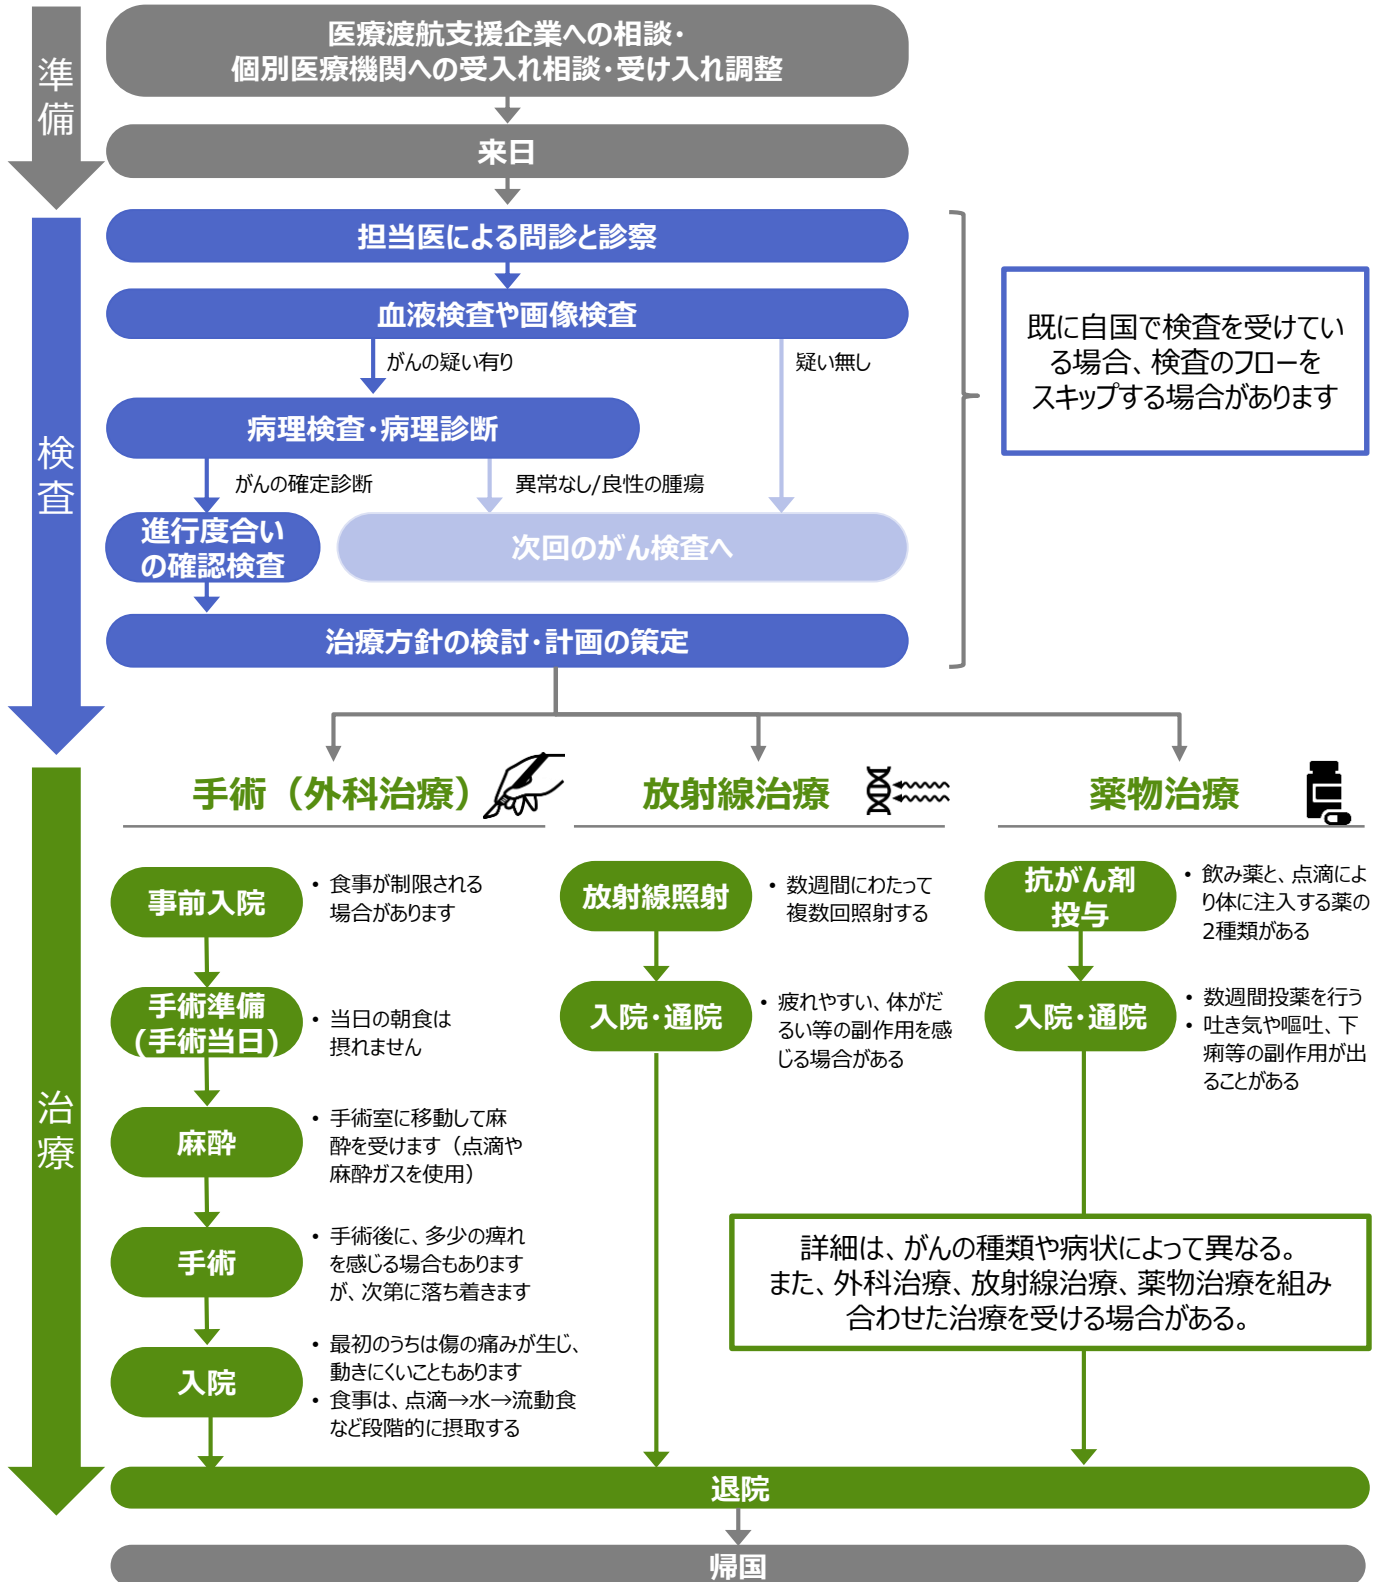 準備
医療渡航支援企業への相談・
個別医療機関への受入れ相談・受け入れ調整
来日
検査
担当医による問診と診察
血液検査や画像検査
がんの疑い有り
疑い無し
病理検査・病理診断
がんの確定診断
異常なし/良性の腫瘍
進行度合い
の確認検査
次回のがん検査へ
治療方針の検討・計画の策定
既に自国で検査を受けてい
る場合、検査のフローを
スキップする場合があります
治療
手術（外科治療）
事前入院
• 食事が制限される
場合があります
手術準備
(手術当日)
• 当日の朝食は
摂れません
麻酔
• 手術室に移動して麻
酔を受けます（点滴や
麻酔ガスを使用）
手術
• 手術後に、多少の痺れ
を感じる場合もあります
が、次第に落ち着きます
入院
• 最初のうちは傷の痛みが生じ、
動きにくいこともあります
• 食事は、点滴→水→流動食
など段階的に摂取する
放射線治療
放射線照射
• 数週間にわたって
複数回照射する
入院・通院
• 疲れやすい、体がだ
るい等の副作用を感
じる場合がある
薬物治療
抗がん剤
投与
• 飲み薬と、点滴によ
り体に注入する薬の
2種類がある
入院・通院
• 数週間投薬を行う
• 吐き気や嘔吐、下
痢等の副作用が出
ることがある
詳細は、がんの種類や病状によって異なる。
また、外科治療、放射線治療、薬物治療を組み
合わせた治療を受ける場合がある。
退院
帰国